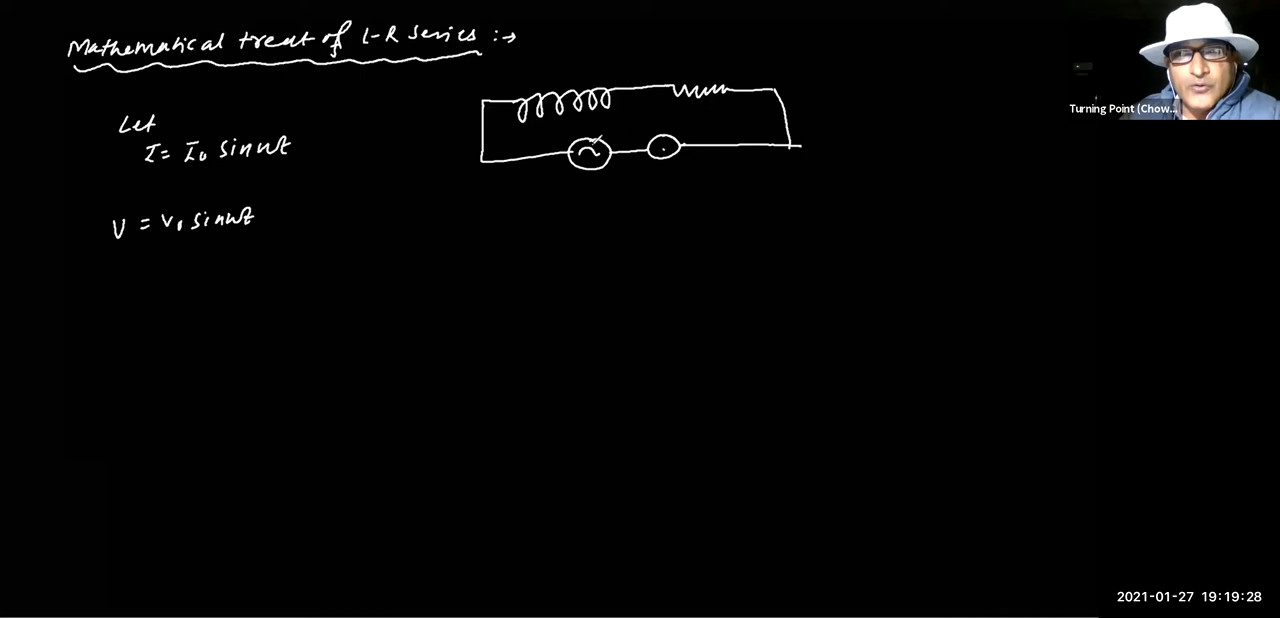 Mathematical treat of L-R series :→
Let
I = I₀ sinωt
V = V₀ sinωt
Turning Point (Chow...
2021-01-27 19:19:28